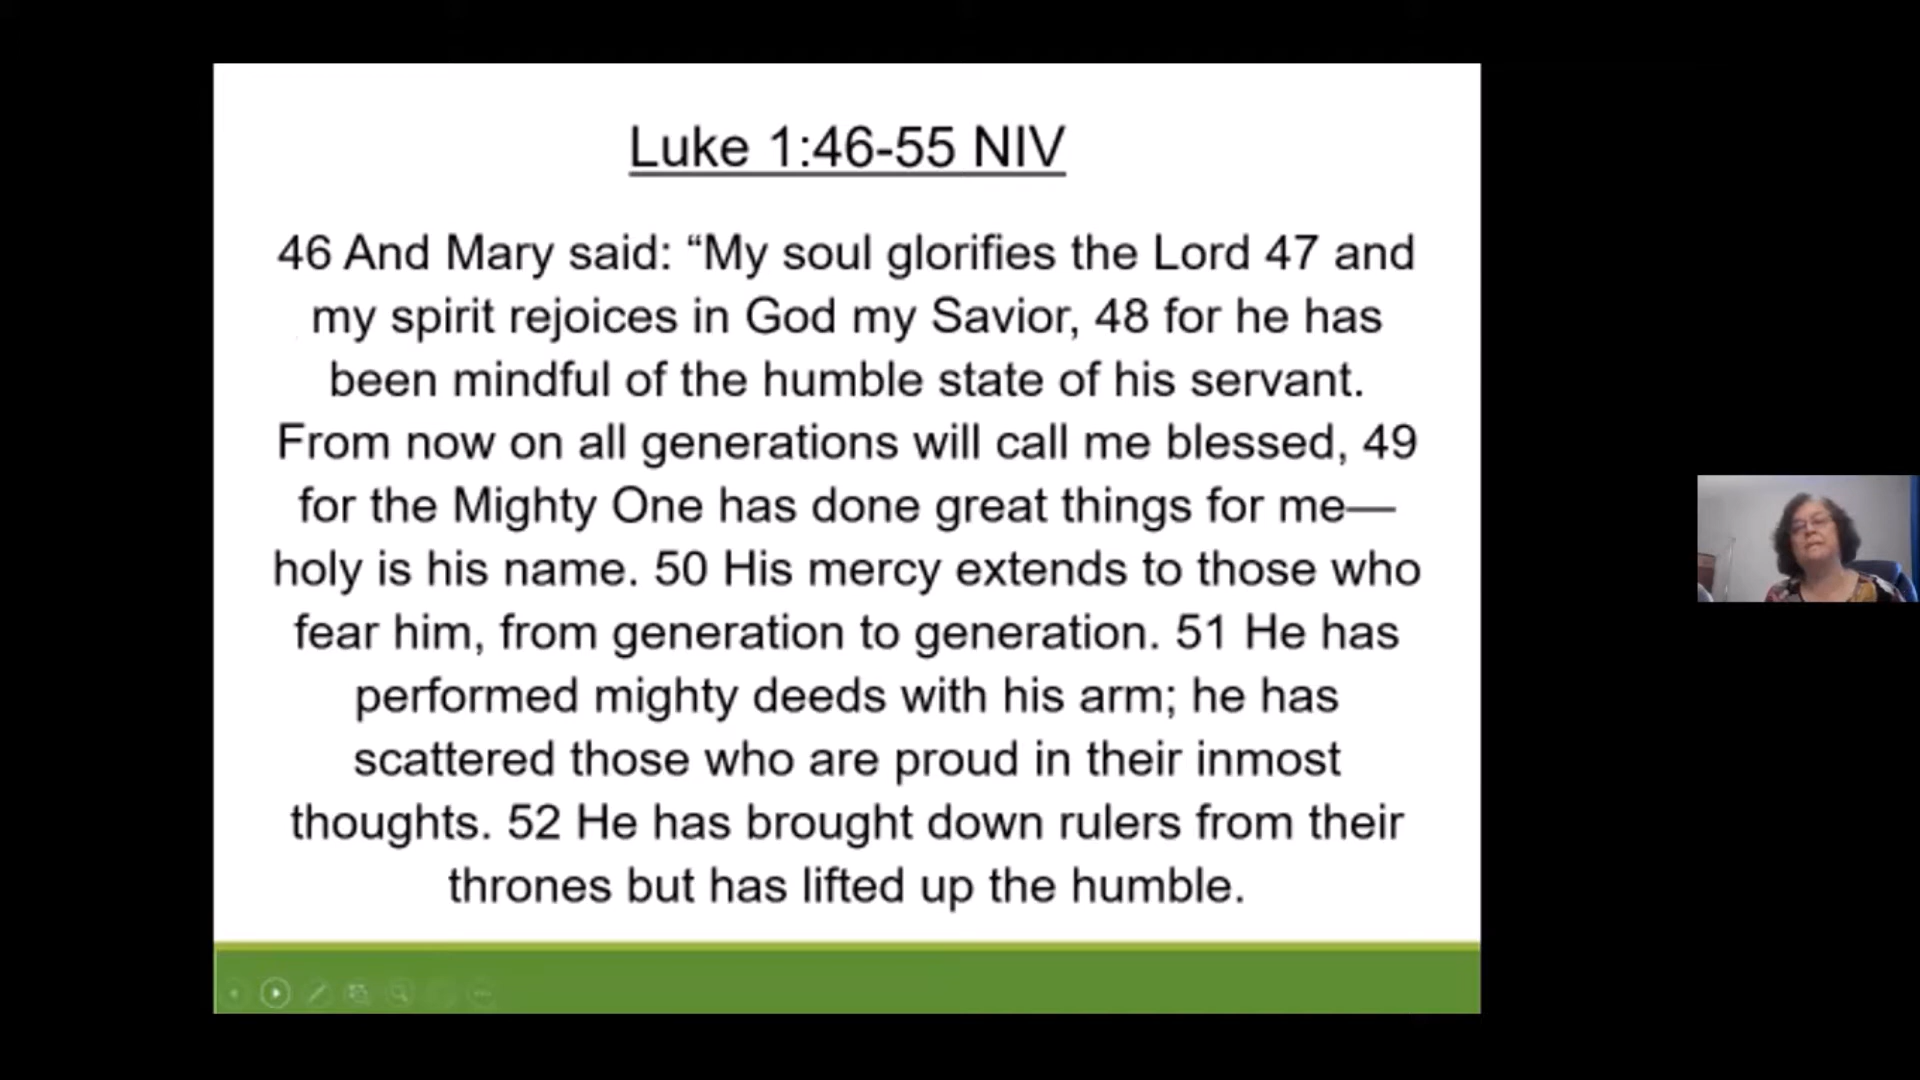 Luke 1:46-55 NIV
46 And Mary said: “My soul glorifies the Lord 47 and
my spirit rejoices in God my Savior, 48 for he has
been mindful of the humble state of his servant.
From now on all generations will call me blessed, 49
for the Mighty One has done great things for me—
holy is his name. 50 His mercy extends to those who
fear him, from generation to generation. 51 He has
performed mighty deeds with his arm; he has
scattered those who are proud in their inmost
thoughts. 52 He has brought down rulers from their
thrones but has lifted up the humble.